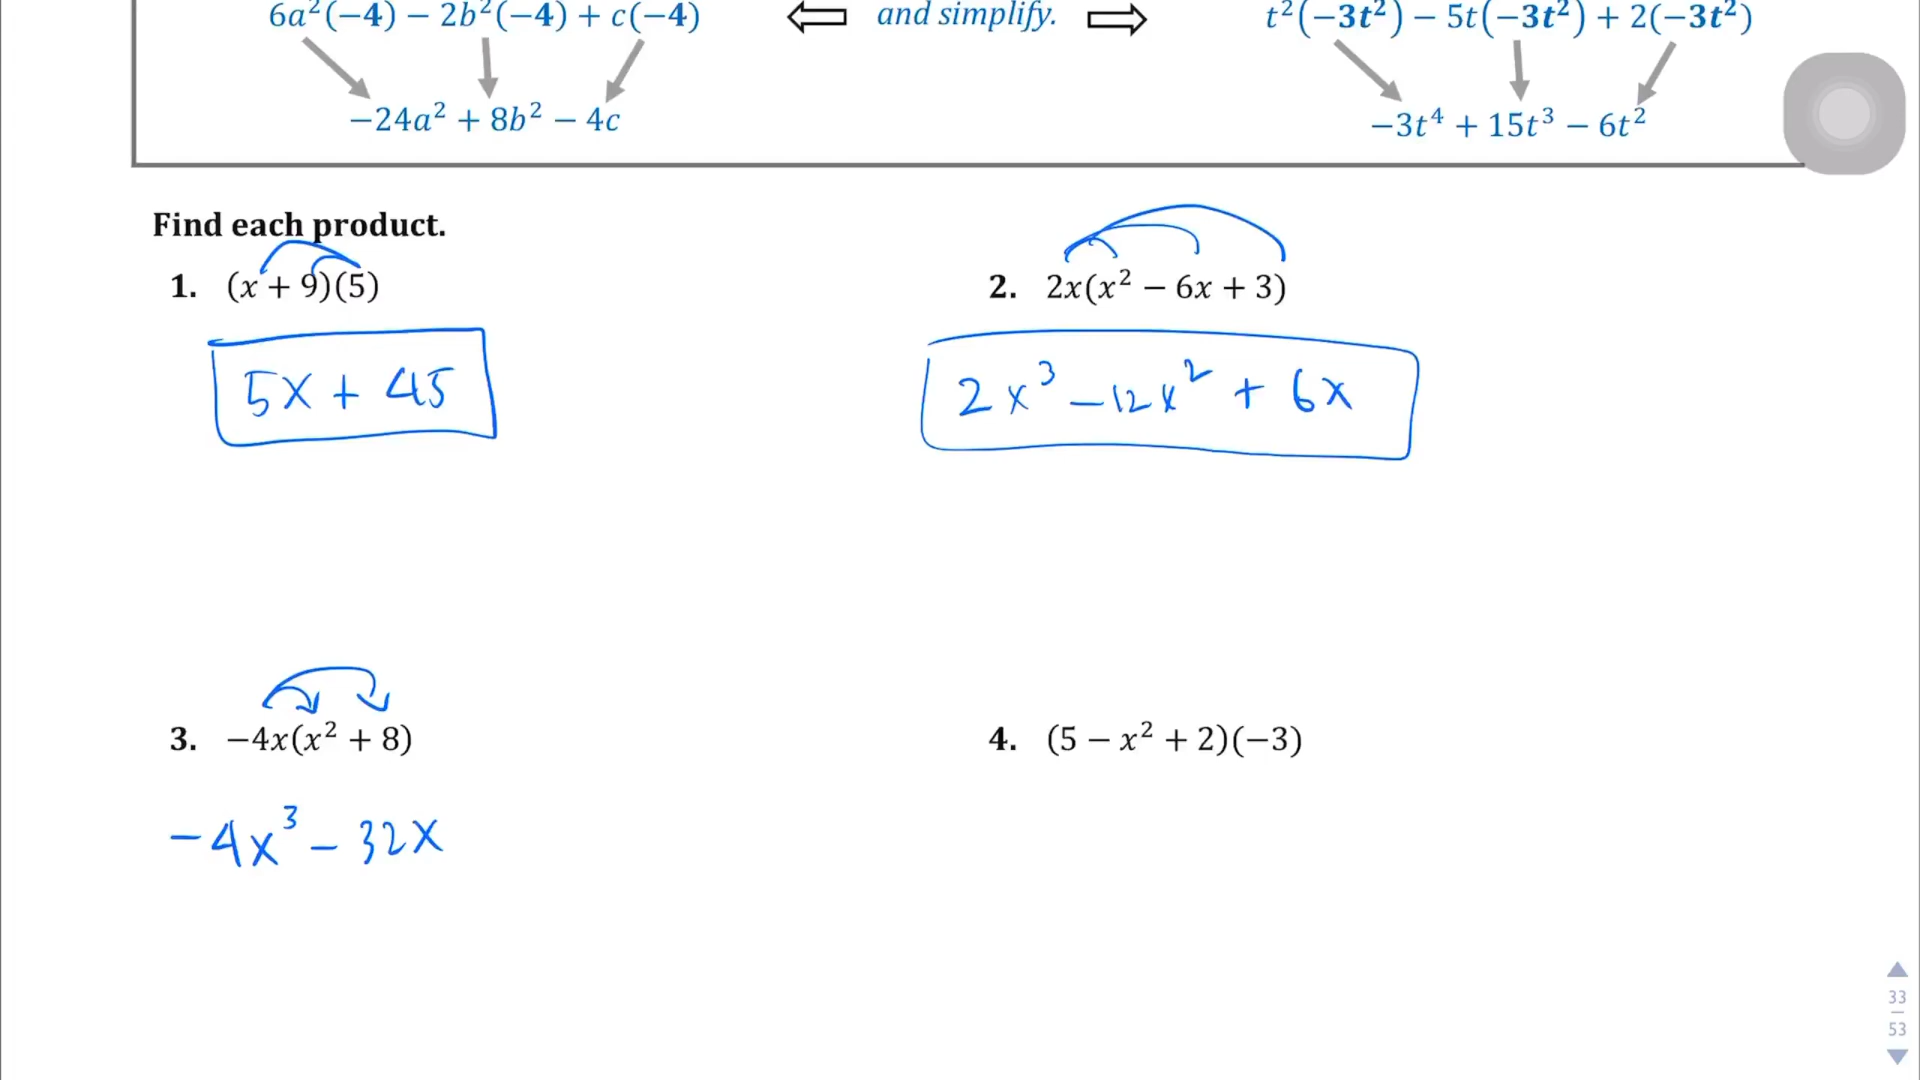 6a²(−4) − 2b²(−4) + c(−4) and simplify. t²(−3t²) − 5t(−3t²) + 2(−3t²)
−24a² + 8b² − 4c −3t⁴ + 15t³ − 6t²
Find each product.
1. (x + 9)(5) 2. 2x(x² − 6x + 3)
5x + 45 2x³ − 12x² + 6x
3. −4x(x² + 8) 4. (5 − x² + 2)(−3)
−4x³ − 32x
33
53